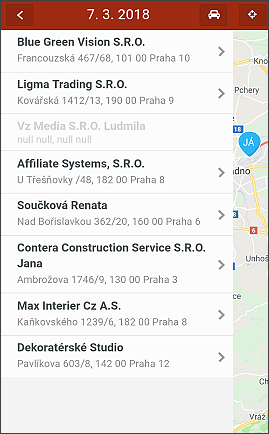 7. 3. 2018
Blue Green Vision S.R.O.
Francouzská 467/68, 101 00 Praha 10
Ligma Trading S.R.O.
Kovářská 1412/13, 190 00 Praha 9
Vz Media S.R.O. Ludmila
null null, null null
Affiliate Systems, S.R.O.
U Třešňovky /48, 182 00 Praha 8
Součková Renata
Nad Bořislavkou 362/20, 160 00 Praha 6
Contera Construction Service S.R.O.
Jana
Ambrožova 1746/9, 130 00 Praha 3
Max Interier Cz A.S.
Kaňkovského 1239/6, 182 00 Praha 8
Dekoratérské Studio
Pavlíkova 603/8, 142 00 Praha 12
Pchery
JÁ
adno
6
Unhoš
Ch
Vráž